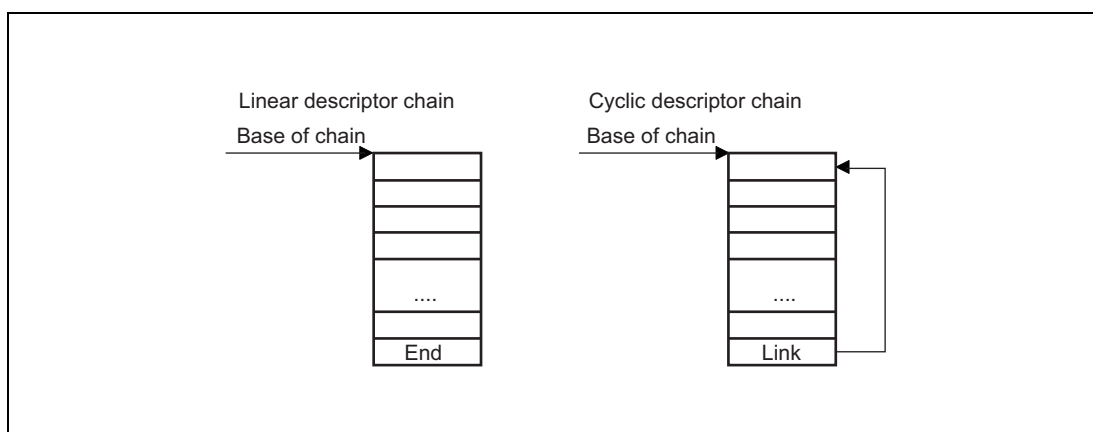 Linear descriptor chain
Base of chain
....
End
Cyclic descriptor chain
Base of chain
....
Link